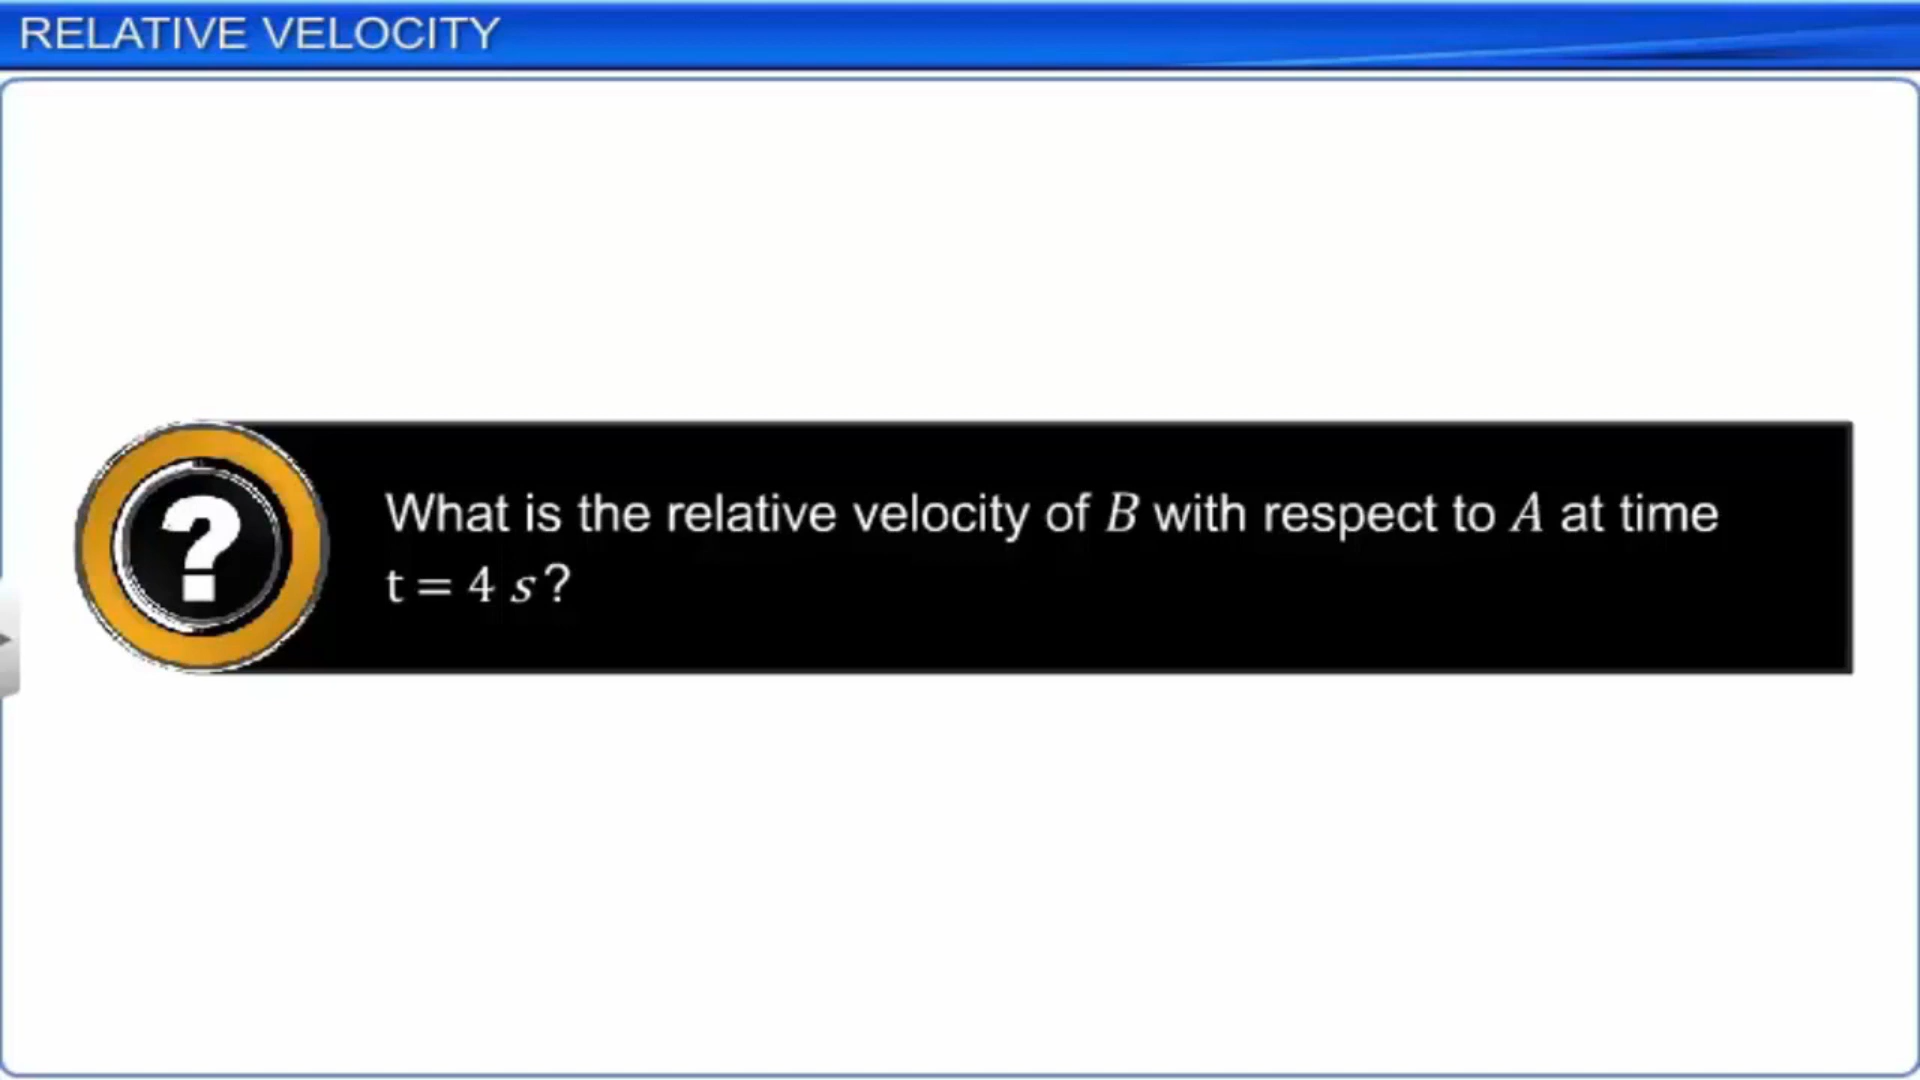 RELATIVE VELOCITY
What is the relative velocity of B with respect to A at time
t = 4 s?